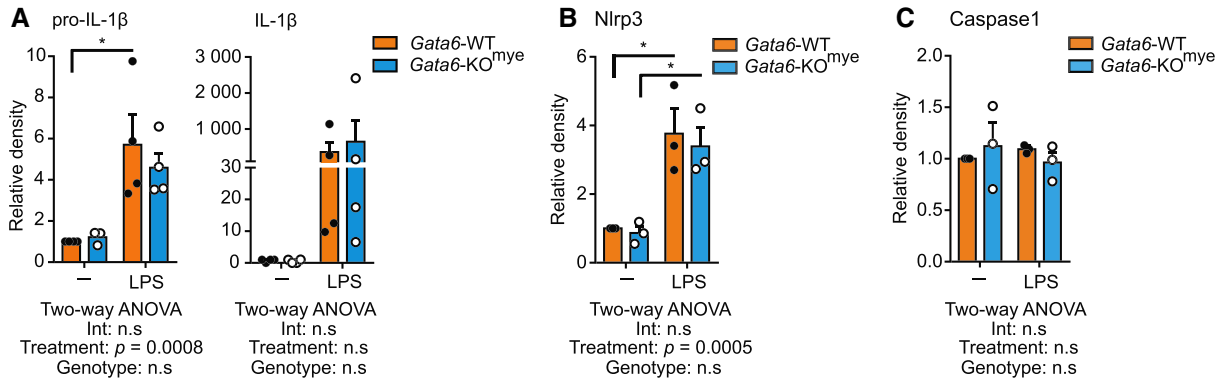 A pro-IL-1β
Relative density
10
8
6
4
2
0
*
– LPS
Two-way ANOVA
Int: n.s
Treatment: p = 0.0008
Genotype: n.s
IL-1β
3 000
2 000
1 000
30
20
10
0
– LPS
Two-way ANOVA
Int: n.s
Treatment: n.s
Genotype: n.s
Gata6-WT
Gata6-KOmye
B Nlrp3
Relative density
6
4
2
0
*
*
– LPS
Two-way ANOVA
Int: n.s
Treatment: p = 0.0005
Genotype: n.s
Gata6-WT
Gata6-KOmye
C Caspase1
Relative density
2.0
1.5
1.0
0.5
0.0
– LPS
Two-way ANOVA
Int: n.s
Treatment: n.s
Genotype: n.s
Gata6-WT
Gata6-KOmye